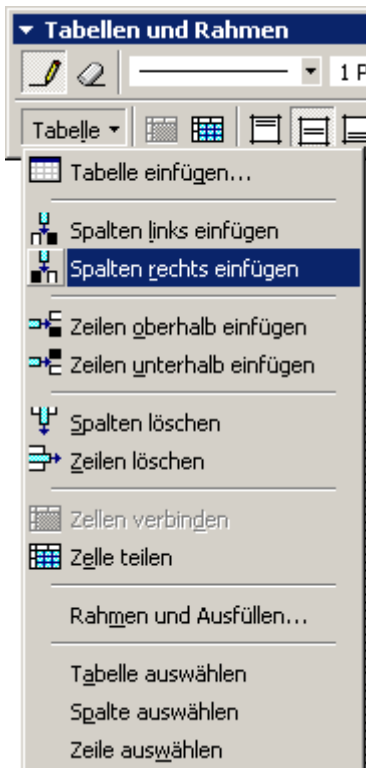 Tabellen und Rahmen
1 P
Tabelle
Tabelle einfügen...
Spalten links einfügen
Spalten rechts einfügen
Zeilen oberhalb einfügen
Zeilen unterhalb einfügen
Spalten löschen
Zeilen löschen
Zellen verbinden
Zelle teilen
Rahmen und Ausfüllen...
Tabelle auswählen
Spalte auswählen
Zeile auswählen